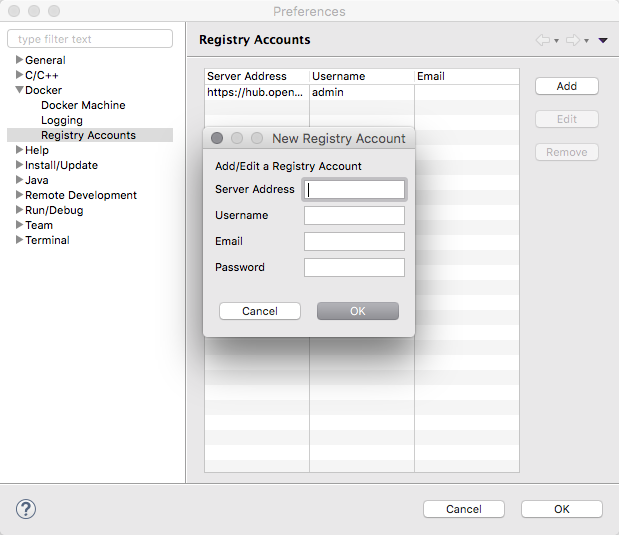 Preferences
type filter text
General
C/C++
Docker
Docker Machine
Logging
Registry Accounts
Help
Install/Update
Java
Remote Development
Run/Debug
Team
Terminal
Registry Accounts
Server Address Username Email
https://hub.open... admin
Add
Edit
Remove
New Registry Account
Add/Edit a Registry Account
Server Address
Username
Email
Password
Cancel OK
?
Cancel OK